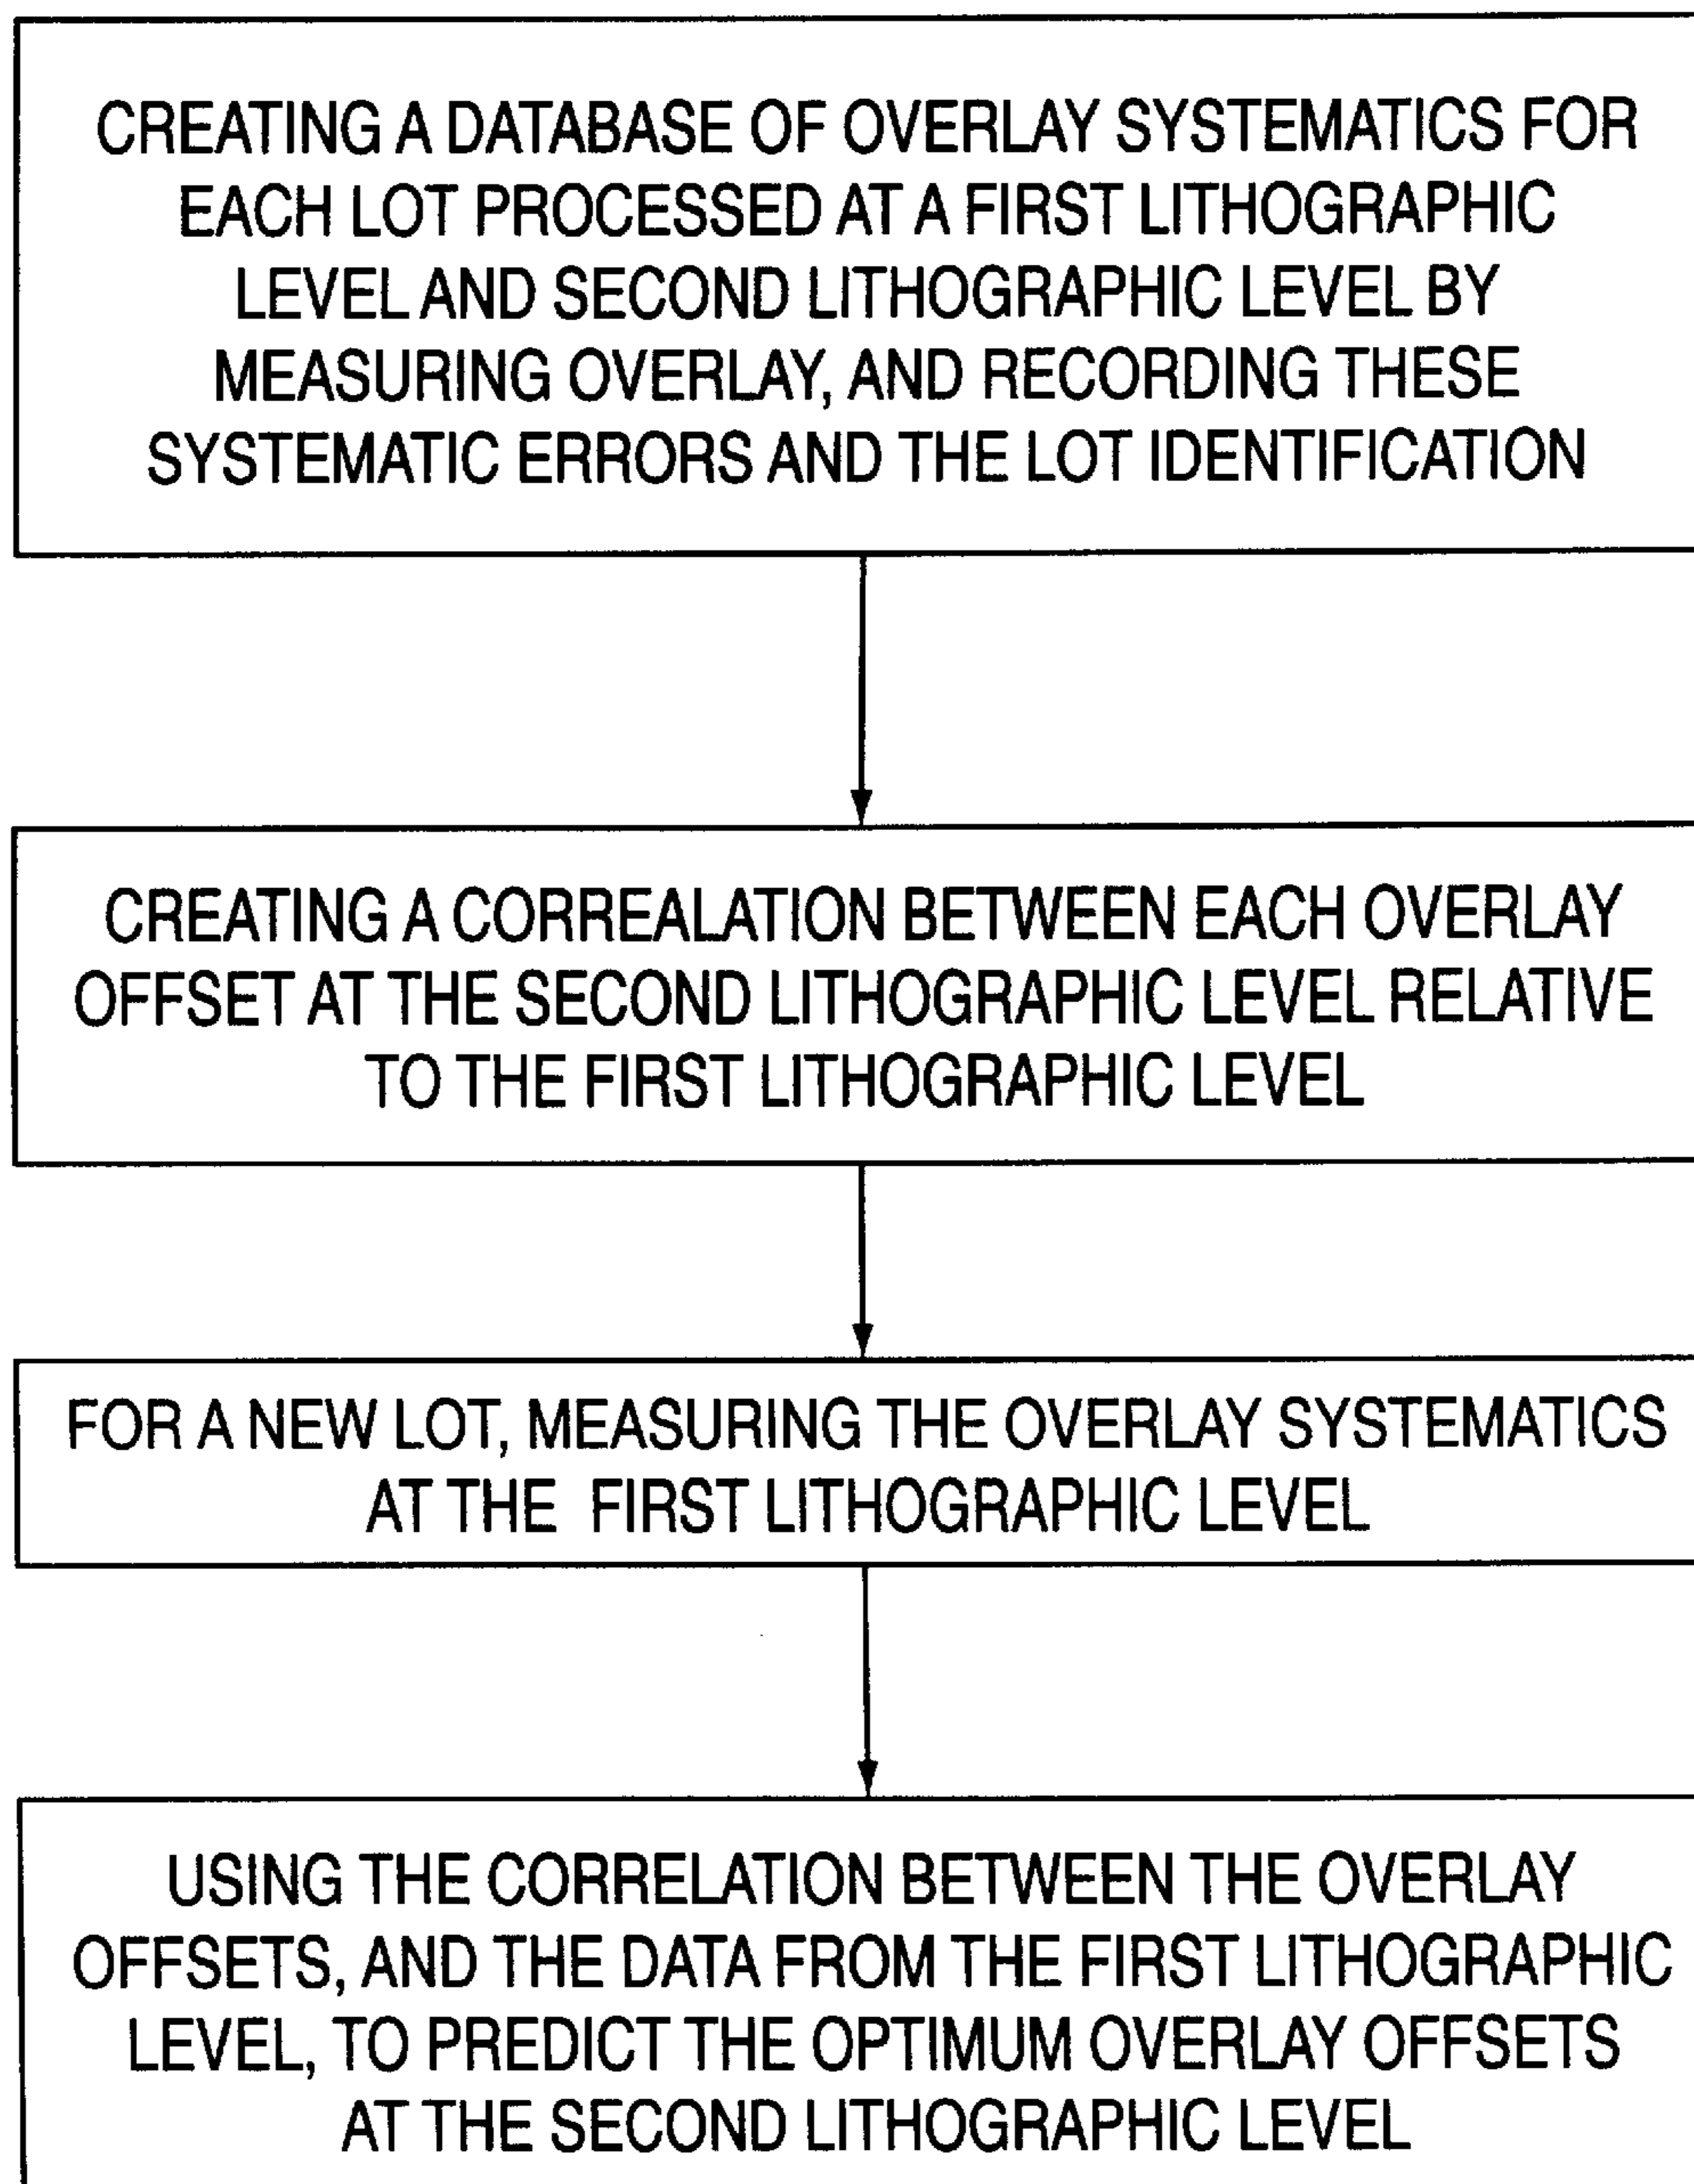 CREATING A DATABASE OF OVERLAY SYSTEMATICS FOR
EACH LOT PROCESSED AT A FIRST LITHOGRAPHIC
LEVEL AND SECOND LITHOGRAPHIC LEVEL BY
MEASURING OVERLAY, AND RECORDING THESE
SYSTEMATIC ERRORS AND THE LOT IDENTIFICATION
CREATING A CORREALATION BETWEEN EACH OVERLAY
OFFSET AT THE SECOND LITHOGRAPHIC LEVEL RELATIVE
TO THE FIRST LITHOGRAPHIC LEVEL
FOR A NEW LOT, MEASURING THE OVERLAY SYSTEMATICS
AT THE FIRST LITHOGRAPHIC LEVEL
USING THE CORRELATION BETWEEN THE OVERLAY
OFFSETS, AND THE DATA FROM THE FIRST LITHOGRAPHIC
LEVEL, TO PREDICT THE OPTIMUM OVERLAY OFFSETS
AT THE SECOND LITHOGRAPHIC LEVEL